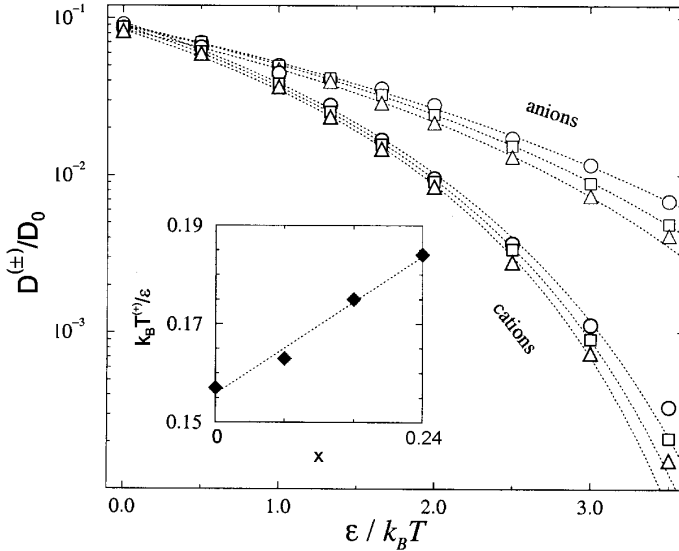 10⁻¹
10⁻²
10⁻³
D⁽±⁾/D₀
anions
cations
0.19
0.17
0.15
k_B T⁽⁺⁾/ε
0
0.24
x
0.0
1.0
2.0
3.0
ε / k_B T